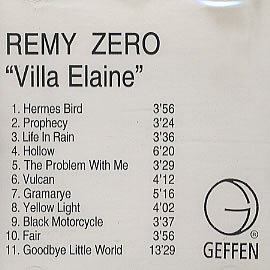 REMY ZERO
“Villa Elaine”
1. Hermes Bird 3'56
2. Prophecy 3'24
3. Life In Rain 3'36
4. Hollow 6'20
5. The Problem With Me 3'29
6. Vulcan 4'12
7. Gramarye 5'16
8. Yellow Light 4'02
9. Black Motorcycle 3'37
10. Fair 3'56
11. Goodbye Little World 13'29
GEFFEN